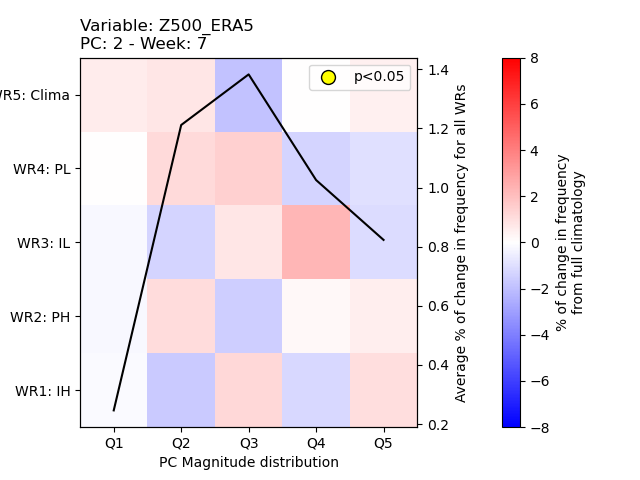 Variable: Z500_ERA5
PC: 2 - Week: 7
p<0.05
WR5: Clima
WR4: PL
WR3: IL
WR2: PH
WR1: IH
Q1 Q2 Q3 Q4 Q5
PC Magnitude distribution
1.4
1.2
1.0
0.8
0.6
0.4
0.2
Average % of change in frequency for all WRs
8
6
4
2
0
−2
−4
−6
−8
% of change in frequency
from full climatology